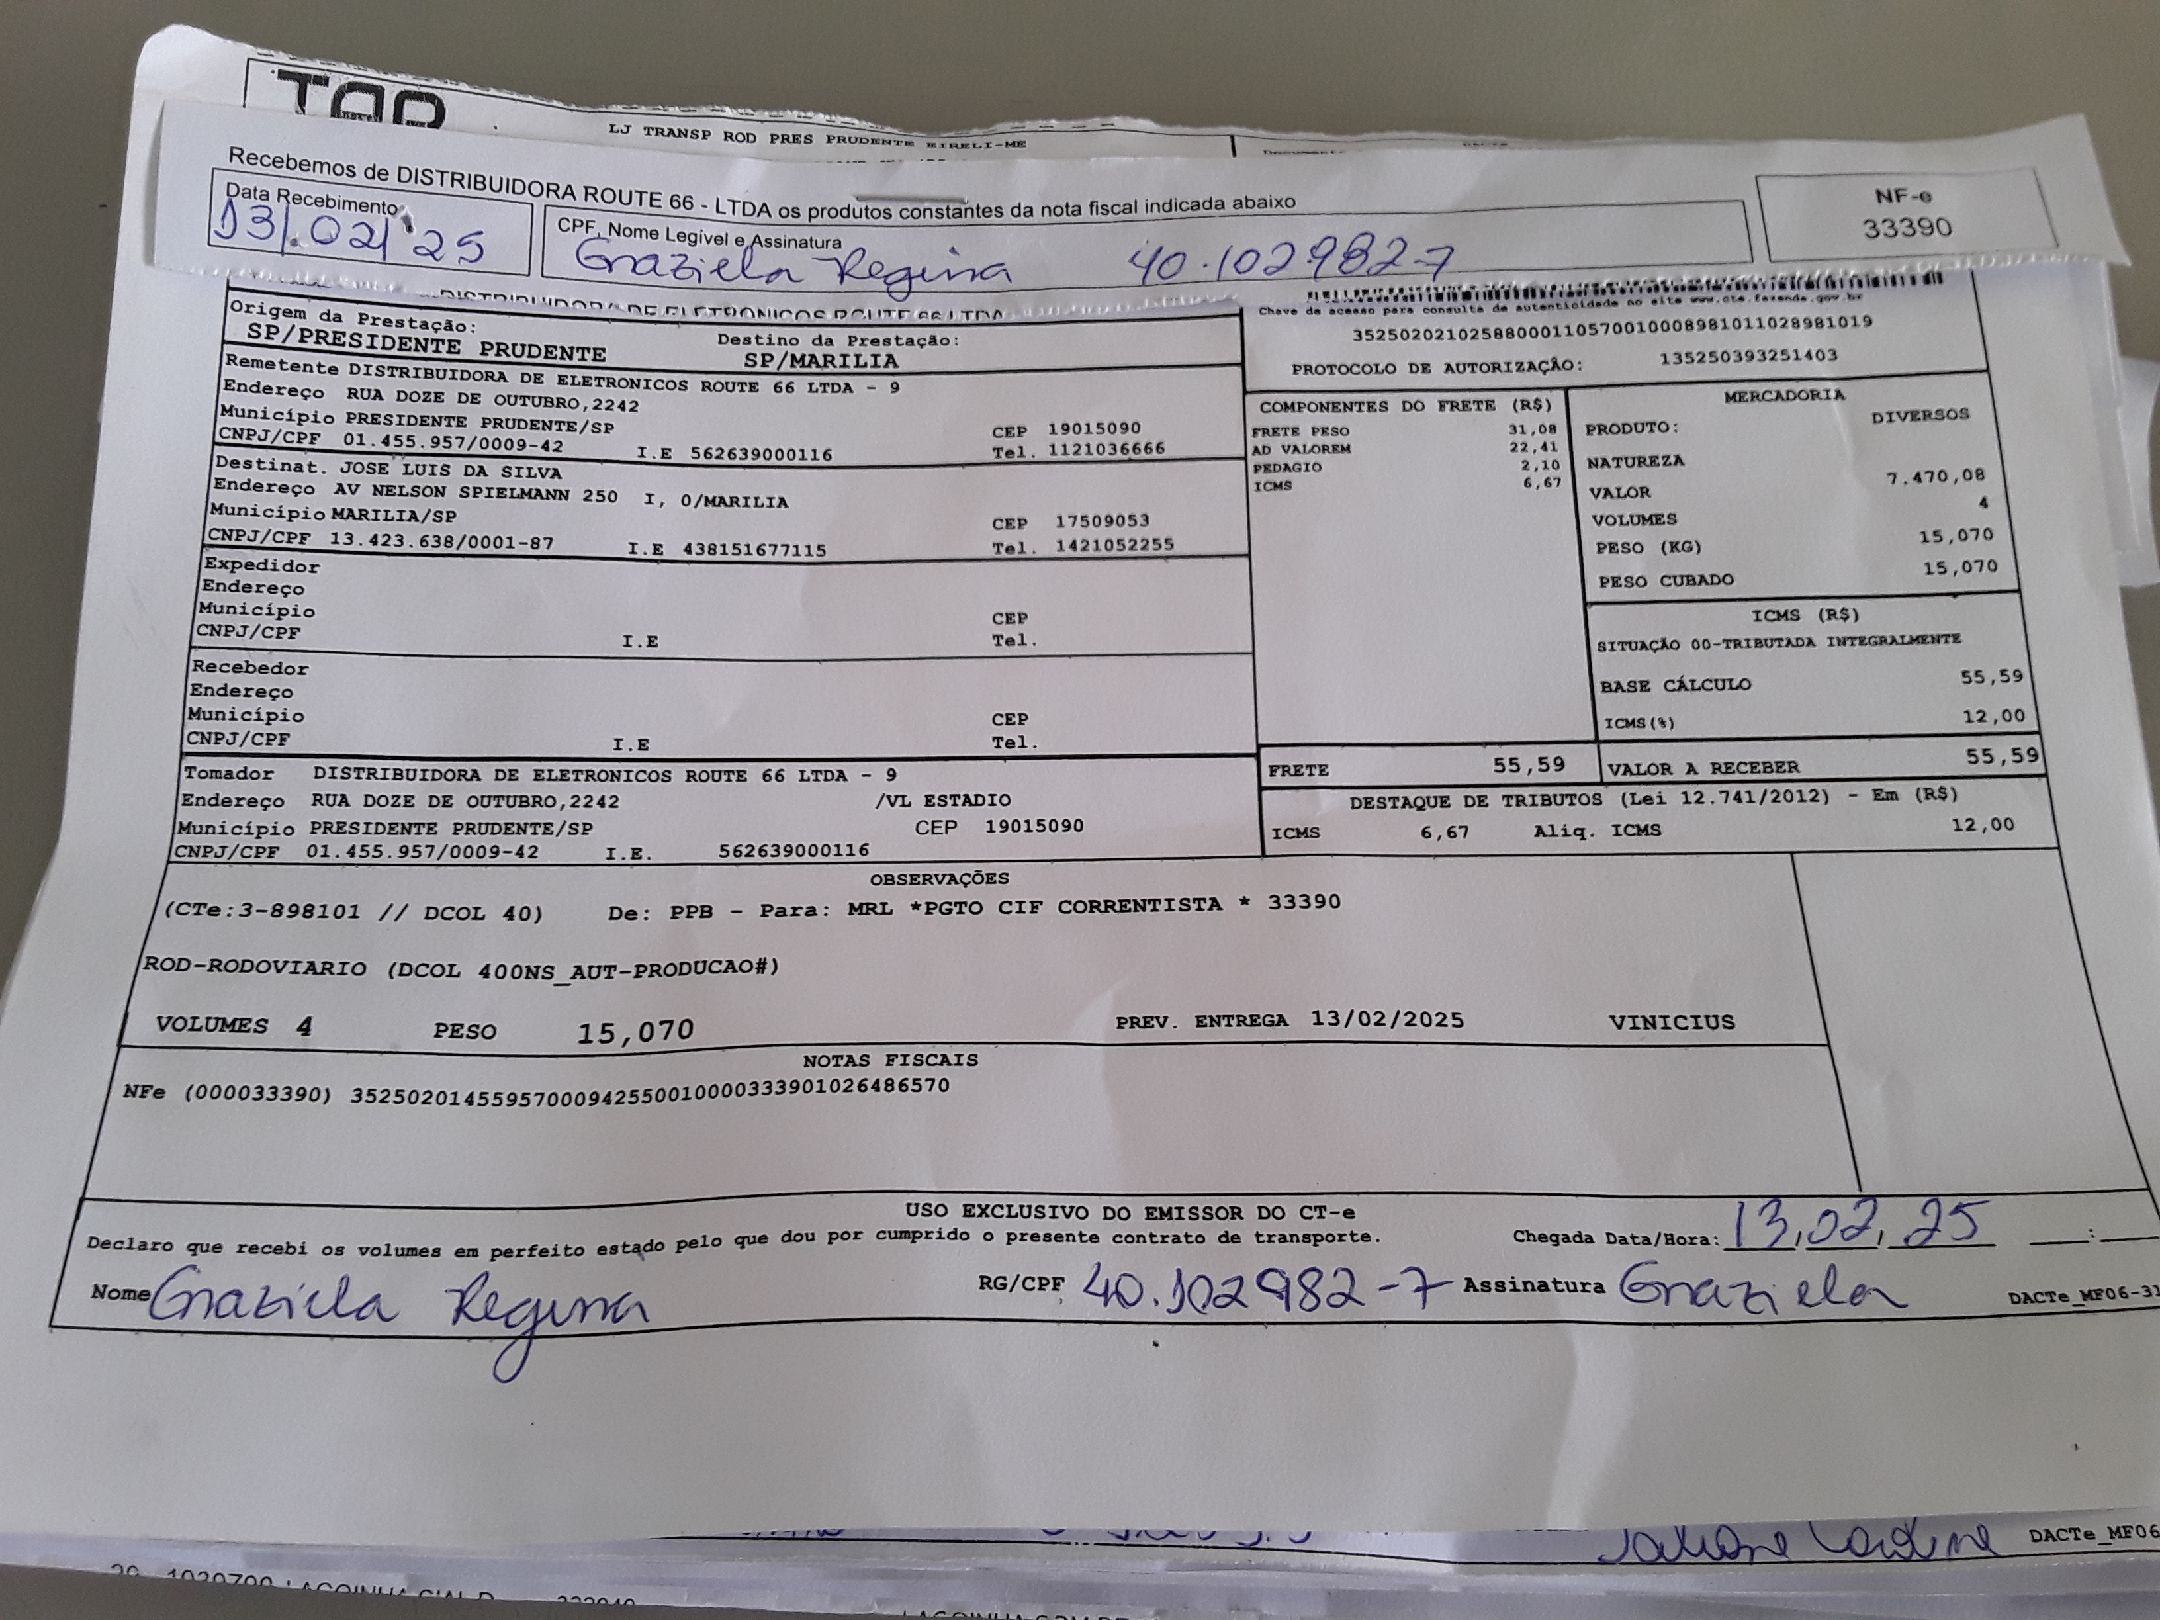 LJ TRANSP ROD PRES PRUDENTE EIRELI-ME
Recebemos de DISTRIBUIDORA ROUTE 66 - LTDA os produtos constantes da nota fiscal indicada abaixo
NF-e
33390
Data Recebimento
13/02/25
CPF, Nome Legível e Assinatura
Graziela Regina 40.102982-7
DISTRIBUIDORA DE ELETRONICOS ROUTE 66 LTDA
Chave de acesso para consulta de autenticidade no site www.cte.fazenda.gov.br
35250202102588000110570010008981011028981019
PROTOCOLO DE AUTORIZAÇÃO: 135250393251403
Origem da Prestação:
SP/PRESIDENTE PRUDENTE
Destino da Prestação:
SP/MARILIA
Remetente DISTRIBUIDORA DE ELETRONICOS ROUTE 66 LTDA - 9
Endereço RUA DOZE DE OUTUBRO,2242
Município PRESIDENTE PRUDENTE/SP CEP 19015090
CNPJ/CPF 01.455.957/0009-42 I.E 562639000116 Tel. 1121036666
Destinat. JOSE LUIS DA SILVA
Endereço AV NELSON SPIELMANN 250 I, O/MARILIA
Município MARILIA/SP CEP 17509053
CNPJ/CPF 13.423.638/0001-87 I.E 438151677115 Tel. 1421052255
Expedidor
Endereço
Município CEP
CNPJ/CPF I.E Tel.
Recebedor
Endereço
Município CEP
CNPJ/CPF I.E Tel.
Tomador DISTRIBUIDORA DE ELETRONICOS ROUTE 66 LTDA - 9
Endereço RUA DOZE DE OUTUBRO,2242 /VL ESTADIO
Município PRESIDENTE PRUDENTE/SP CEP 19015090
CNPJ/CPF 01.455.957/0009-42 I.E. 562639000116
COMPONENTES DO FRETE (R$)
FRETE PESO 31,08
AD VALOREM 22,41
PEDAGIO 2,10
ICMS 6,67
MERCADORIA
PRODUTO: DIVERSOS
NATUREZA
VALOR 7.470,08
VOLUMES 4
PESO (KG) 15,070
PESO CUBADO 15,070
ICMS (R$)
SITUAÇÃO 00-TRIBUTADA INTEGRALMENTE
BASE CÁLCULO 55,59
ICMS(%) 12,00
FRETE 55,59
VALOR A RECEBER 55,59
DESTAQUE DE TRIBUTOS (Lei 12.741/2012) - Em (R$)
ICMS 6,67 Aliq. ICMS 12,00
OBSERVAÇÕES
(CTe:3-898101 // DCOL 40) De: PPB - Para: MRL *PGTO CIF CORRENTISTA * 33390
ROD-RODOVIARIO (DCOL 400NS_AUT-PRODUCAO#)
VOLUMES 4 PESO 15,070 PREV. ENTREGA 13/02/2025 VINICIUS
NOTAS FISCAIS
NFe (000033390) 35250201455957000942550010000333901026486570
USO EXCLUSIVO DO EMISSOR DO CT-e
Declaro que recebi os volumes em perfeito estado pelo que dou por cumprido o presente contrato de transporte. Chegada Data/Hora: 13,02,25 :
Nome Graziela Regina RG/CPF 40.102982-7 Assinatura Graziela
DACTe_MF06-31
DACTe_MF06